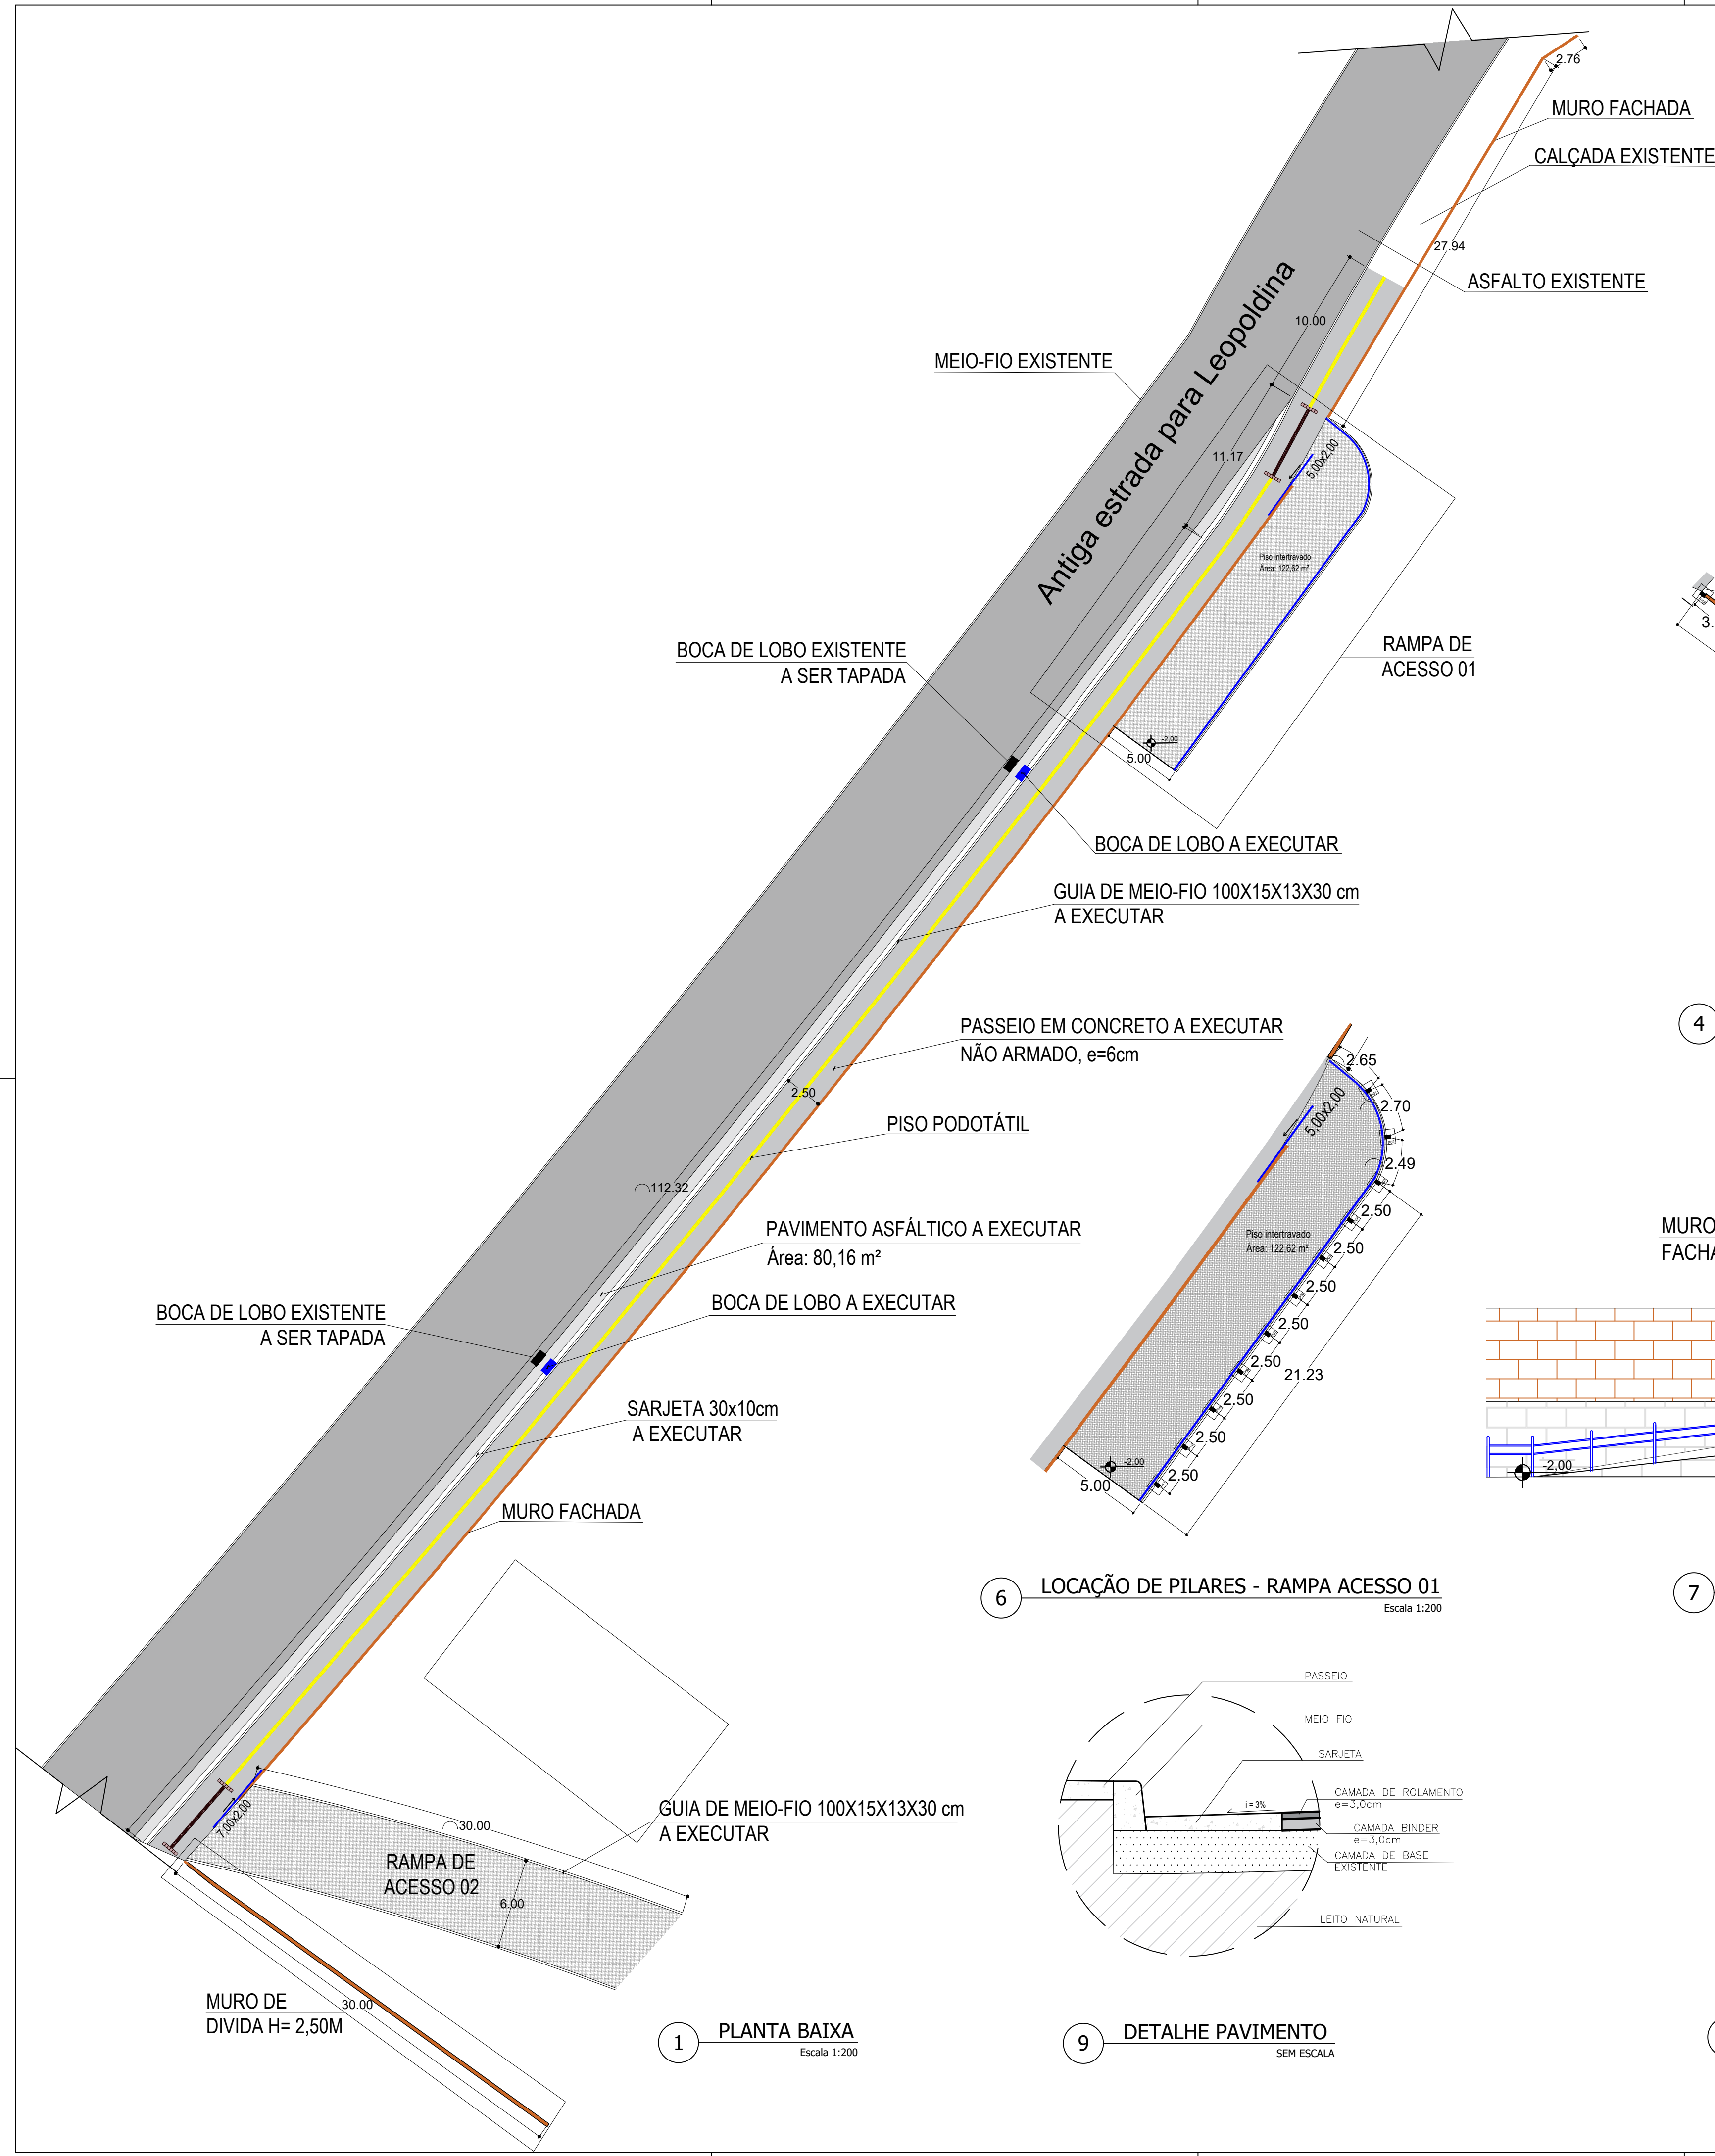 2.76
MURO FACHADA
CALÇADA EXISTENTE
27.94
ASFALTO EXISTENTE
10.00
Antiga estrada para Leopoldina
MEIO-FIO EXISTENTE
11.17
5,00x2,00
Piso intertravado
Área: 122,62 m²
3.
BOCA DE LOBO EXISTENTE
A SER TAPADA
RAMPA DE
ACESSO 01
-2,00
5.00
BOCA DE LOBO A EXECUTAR
GUIA DE MEIO-FIO 100X15X13X30 cm
A EXECUTAR
PASSEIO EM CONCRETO A EXECUTAR
NÃO ARMADO, e=6cm
4
2.50
PISO PODOTÁTIL
112.32
PAVIMENTO ASFÁLTICO A EXECUTAR
Área: 80,16 m²
BOCA DE LOBO A EXECUTAR
BOCA DE LOBO EXISTENTE
A SER TAPADA
SARJETA 30x10cm
A EXECUTAR
MURO FACHADA
2.65
5,00x2,00
2.70
2.49
2.50
Piso intertravado
Área: 122,62 m²
2.50
2.50
2.50
2.50
21.23
2.50
2.50
2.50
-2,00
5.00
MURO
FACHA
-2,00
6
LOCAÇÃO DE PILARES - RAMPA ACESSO 01
Escala 1:200
7
PASSEIO
MEIO FIO
SARJETA
i = 3%
CAMADA DE ROLAMENTO
e=3,0cm
CAMADA BINDER
e=3,0cm
CAMADA DE BASE
EXISTENTE
LEITO NATURAL
7,00x2,00
30.00
GUIA DE MEIO-FIO 100X15X13X30 cm
A EXECUTAR
RAMPA DE
ACESSO 02
6.00
MURO DE
DIVIDA H= 2,50M
30.00
1
PLANTA BAIXA
Escala 1:200
9
DETALHE PAVIMENTO
SEM ESCALA